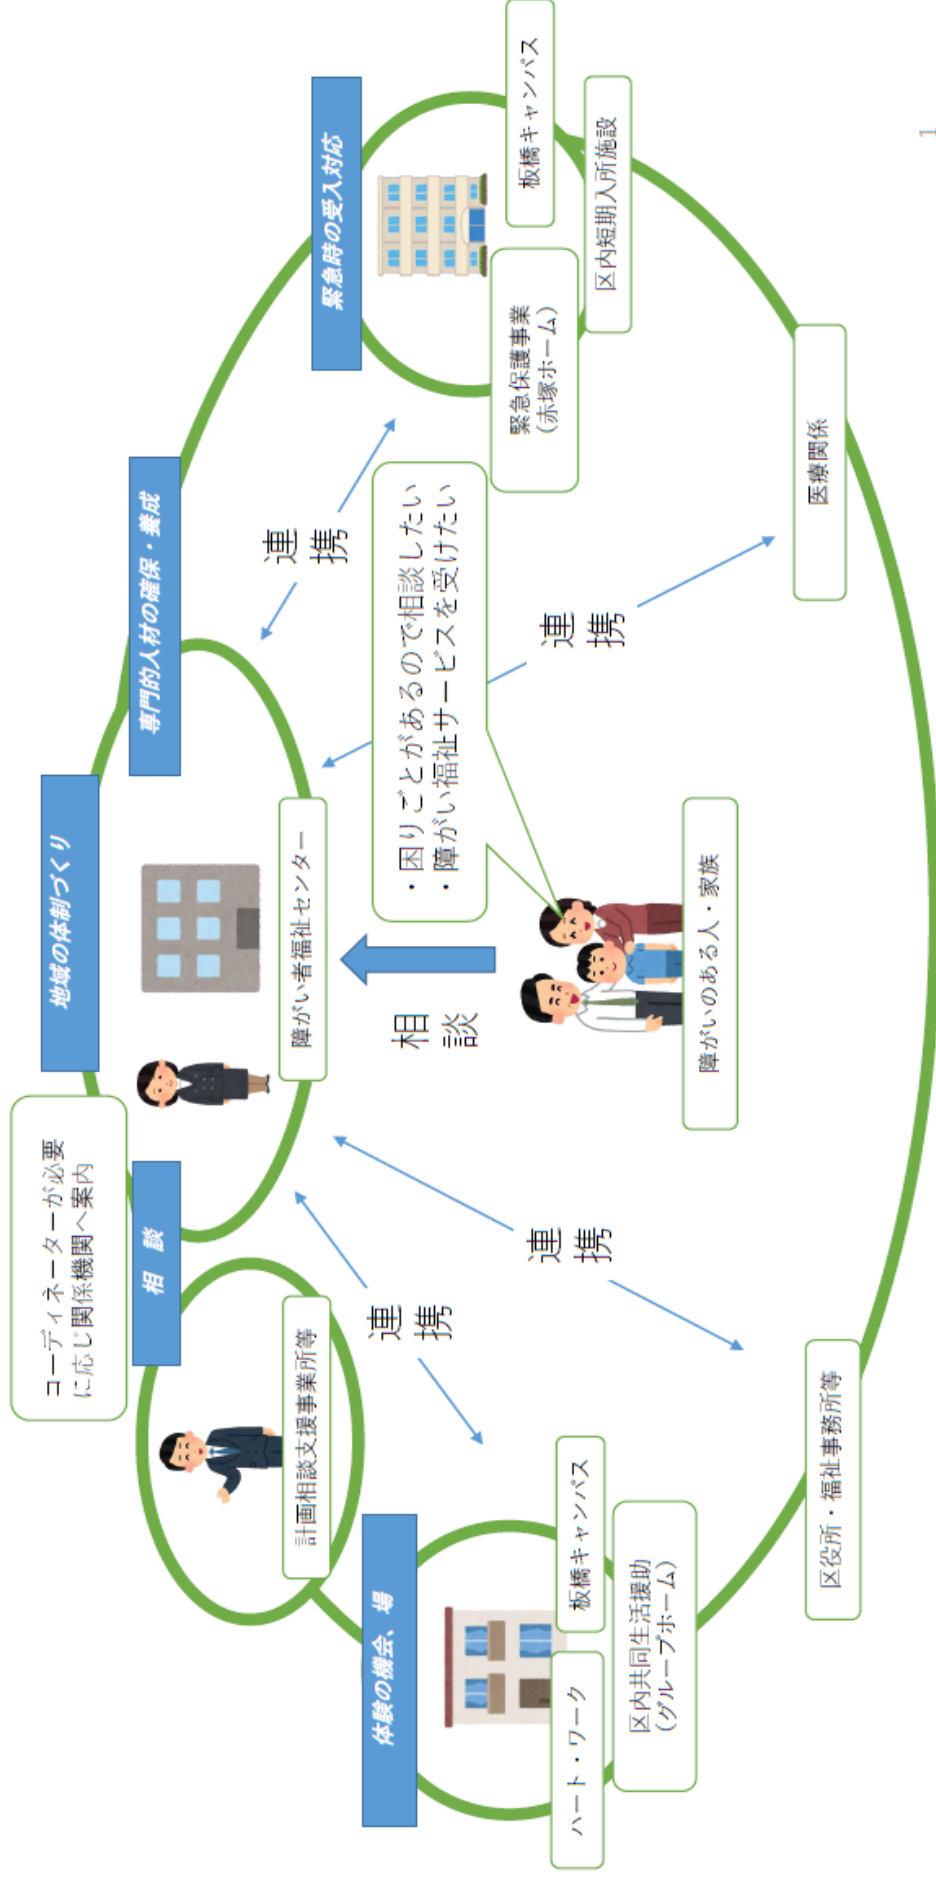 地域の体制づくり
コーディネーターが必要
に応じ関係機関へ案内
相　談
専門的人材の確保・養成
障がい者福祉センター
計画相談支援事業所等
緊急時の受入対応
連
携
体験の機会、場
連
携
相
談
・困りごとがあるので相談したい
・障がい福祉サービスを受けたい
緊急保護事業
（赤塚ホーム）
板橋キャンパス
区内短期入所施設
連
携
連
携
ハート・ワーク
板橋キャンパス
区内共同生活援助
（グループホーム）
障がいのある人・家族
区役所・福祉事務所等
医療関係
1